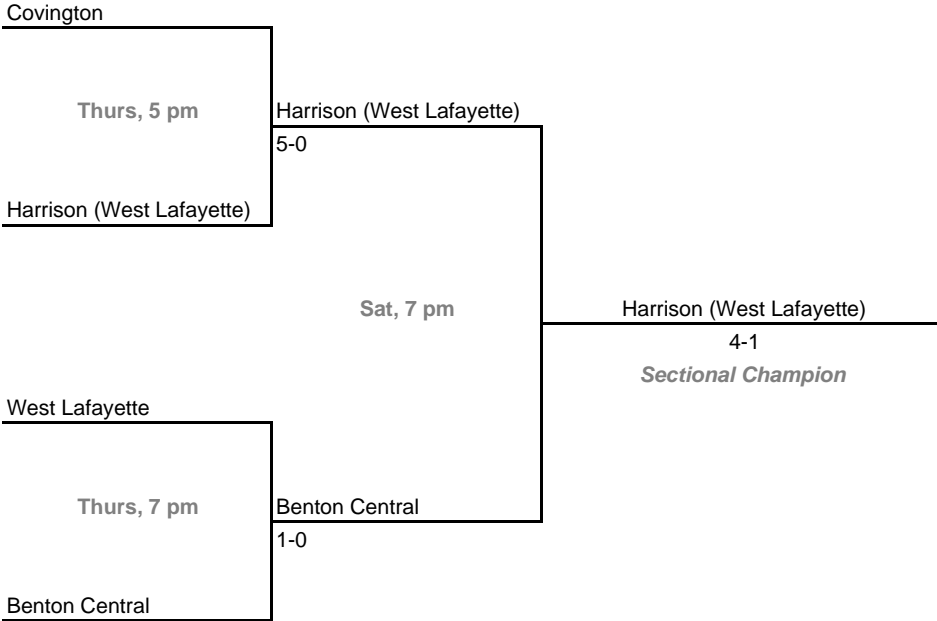 Covington
Thurs, 5 pm
Harrison (West Lafayette)
5-0
Harrison (West Lafayette)
Sat, 7 pm
Harrison (West Lafayette)
4-1
Sectional Champion
West Lafayette
Thurs, 7 pm
Benton Central
1-0
Benton Central